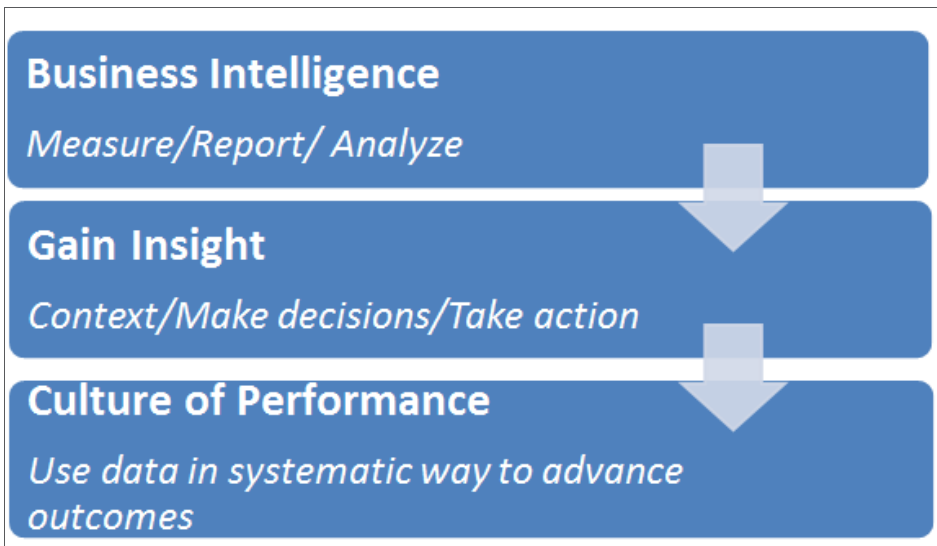 Business Intelligence
Measure/Report/ Analyze
Gain Insight
Context/Make decisions/Take action
Culture of Performance
Use data in systematic way to advance
outcomes